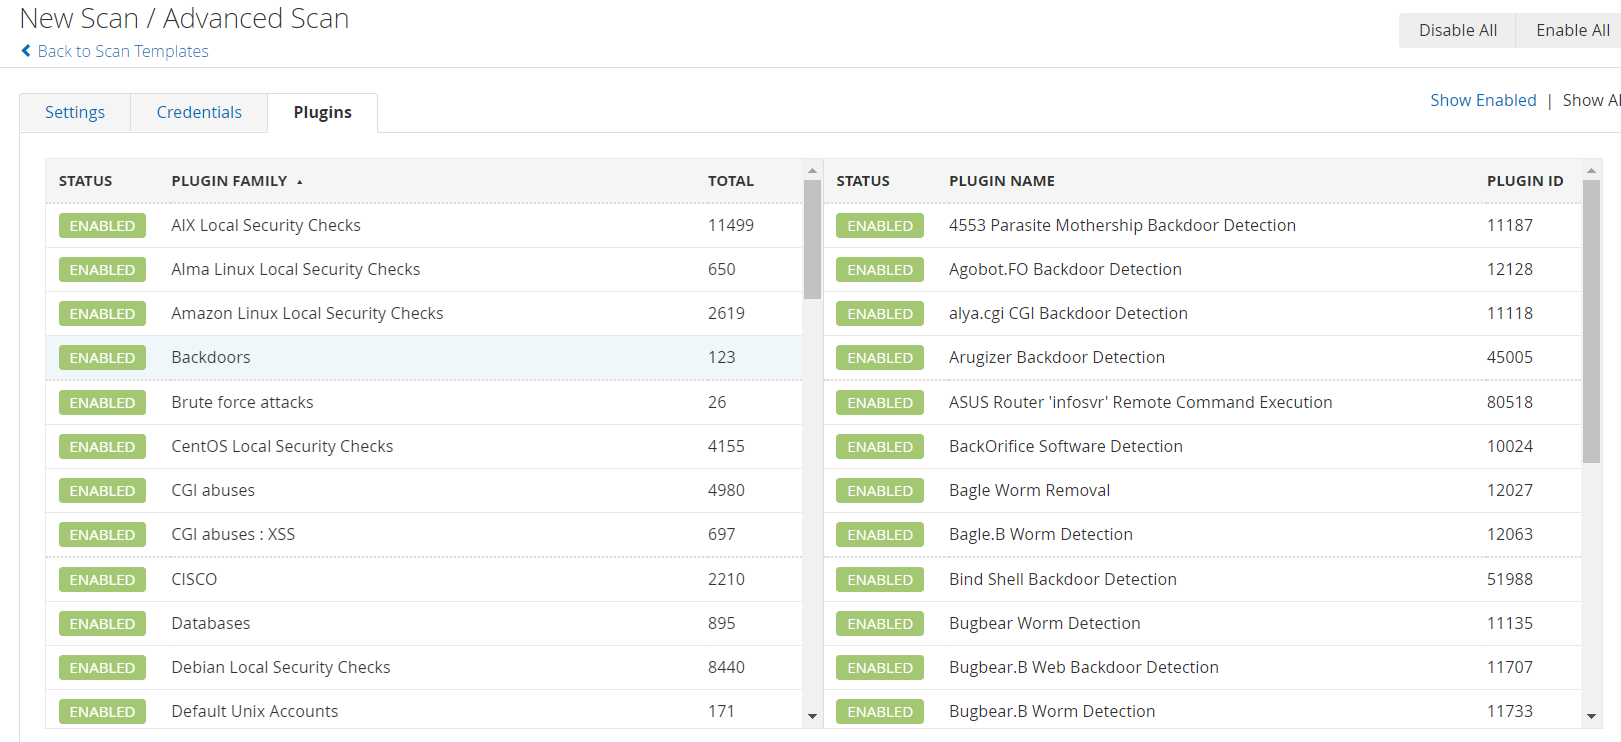 New Scan / Advanced Scan
Back to Scan Templates
Disable All Enable All
Settings Credentials Plugins
Show Enabled | Show Al
STATUS PLUGIN FAMILY ▲ TOTAL STATUS PLUGIN NAME PLUGIN ID
ENABLED AIX Local Security Checks 11499 ENABLED 4553 Parasite Mothership Backdoor Detection 11187
ENABLED Alma Linux Local Security Checks 650 ENABLED Agobot.FO Backdoor Detection 12128
ENABLED Amazon Linux Local Security Checks 2619 ENABLED alya.cgi CGI Backdoor Detection 11118
ENABLED Backdoors 123 ENABLED Arugizer Backdoor Detection 45005
ENABLED Brute force attacks 26 ENABLED ASUS Router 'infosvr' Remote Command Execution 80518
ENABLED CentOS Local Security Checks 4155 ENABLED BackOrifice Software Detection 10024
ENABLED CGI abuses 4980 ENABLED Bagle Worm Removal 12027
ENABLED CGI abuses : XSS 697 ENABLED Bagle.B Worm Detection 12063
ENABLED CISCO 2210 ENABLED Bind Shell Backdoor Detection 51988
ENABLED Databases 895 ENABLED Bugbear Worm Detection 11135
ENABLED Debian Local Security Checks 8440 ENABLED Bugbear.B Web Backdoor Detection 11707
ENABLED Default Unix Accounts 171 ENABLED Bugbear.B Worm Detection 11733